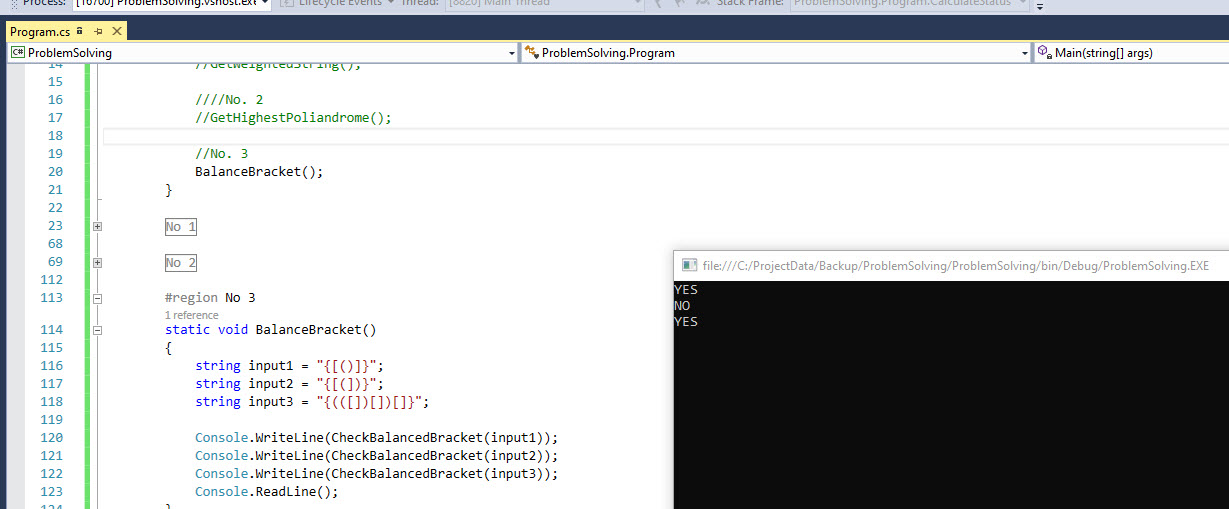 Process: [16700] ProblemSolving.vshost.exe Lifecycle Events Thread: [8820] Main Thread Stack Frame: ProblemSolving.Program.CalculateStatus
Program.cs
C# ProblemSolving ProblemSolving.Program Main(string[] args)
14 //GetWeightedString();
15
16 ////No. 2
17 //GetHighestPoliandrome();
18
19 //No. 3
20 BalanceBracket();
21 }
22
23 No 1
68
69 No 2
112
113 #region No 3
1 reference
114 static void BalanceBracket()
115 {
116 string input1 = "{[()]}";
117 string input2 = "{[(])}";
118 string input3 = "{(([])[])[]}";
119
120 Console.WriteLine(CheckBalancedBracket(input1));
121 Console.WriteLine(CheckBalancedBracket(input2));
122 Console.WriteLine(CheckBalancedBracket(input3));
123 Console.ReadLine();
124 }
file:///C:/ProjectData/Backup/ProblemSolving/ProblemSolving/bin/Debug/ProblemSolving.EXE
YES
NO
YES